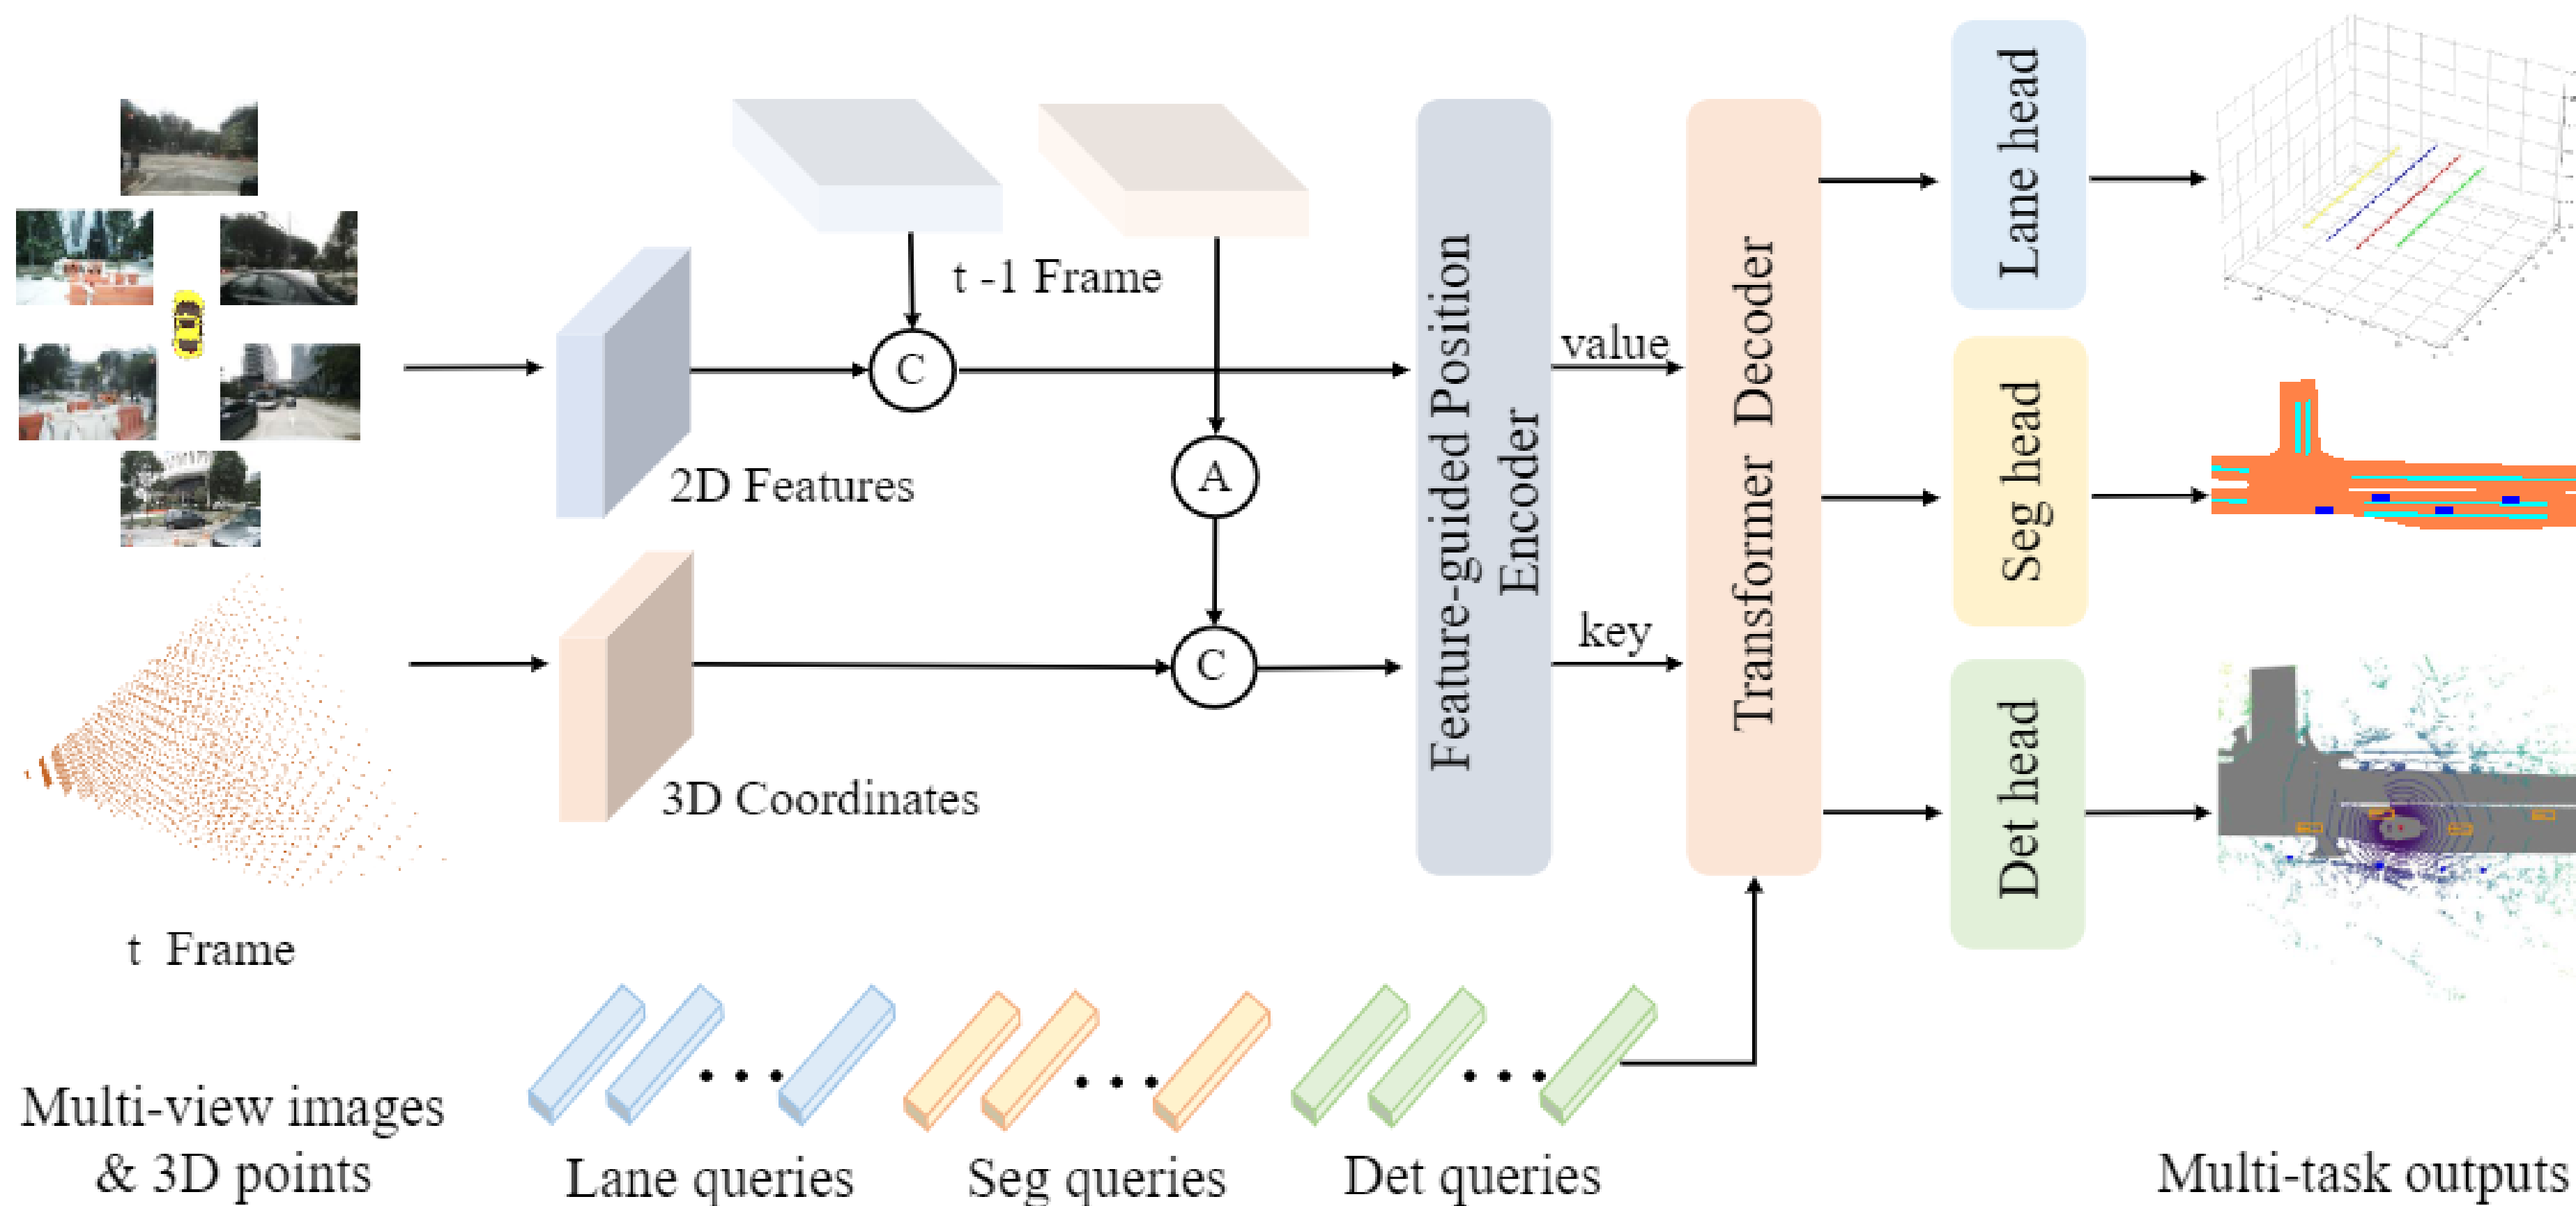 t Frame
Multi-view images
& 3D points
t -1 Frame
C
2D Features
A
C
3D Coordinates
Feature-guided Position
Encoder
value
key
Transformer Decoder
Lane head
Seg head
Det head
Lane queries
Seg queries
Det queries
Multi-task outputs